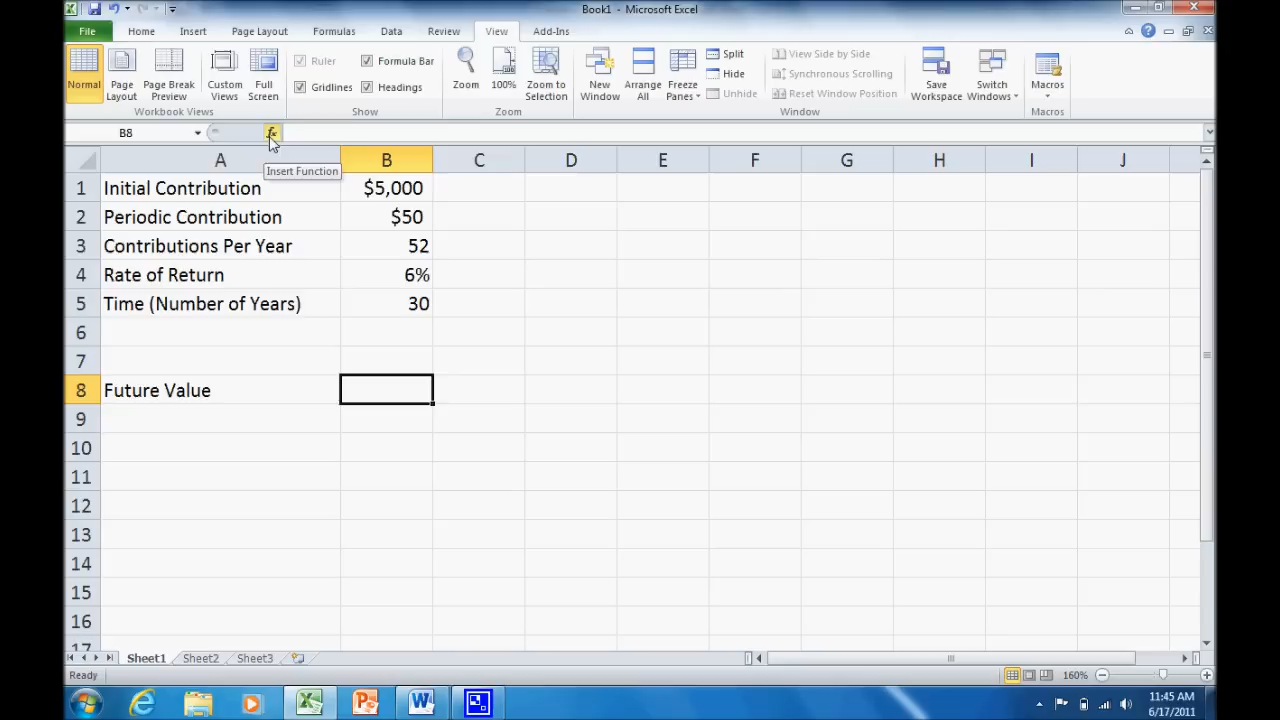 Book1 - Microsoft Excel
File Home Insert Page Layout Formulas Data Review View Add-Ins
Normal Page Layout Page Break Preview Custom Views Full Screen
Workbook Views
Ruler Formula Bar
Gridlines Headings
Show
Zoom 100% Zoom to Selection
Zoom
New Window Arrange All Freeze Panes
Split
Hide
Unhide
View Side by Side
Synchronous Scrolling
Reset Window Position
Save Workspace Switch Windows
Window
Macros
Macros
B8 fx
Insert Function
A B C D E F G H I J
1 Initial Contribution $5,000
2 Periodic Contribution $50
3 Contributions Per Year 52
4 Rate of Return 6%
5 Time (Number of Years) 30
6
7
8 Future Value
9
10
11
12
13
14
15
16
17
Sheet1 Sheet2 Sheet3
Ready 160%
11:45 AM
6/17/2011